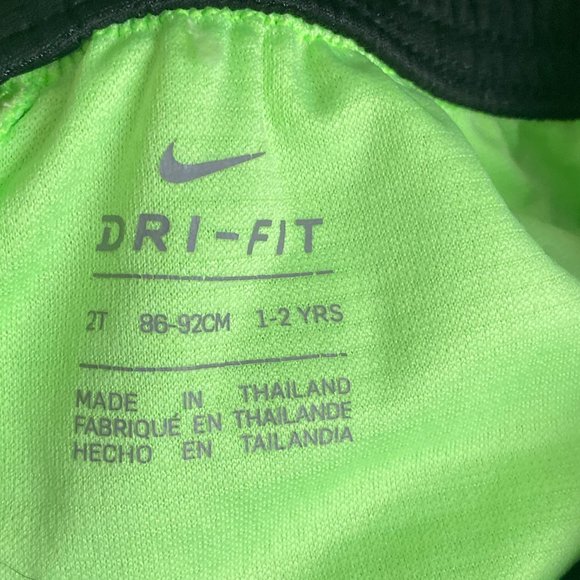 DRI-FIT
2T 86-92CM 1-2 YRS
MADE IN THAILAND
FABRIQUÉ EN THAILANDE
HECHO EN TAILANDIA